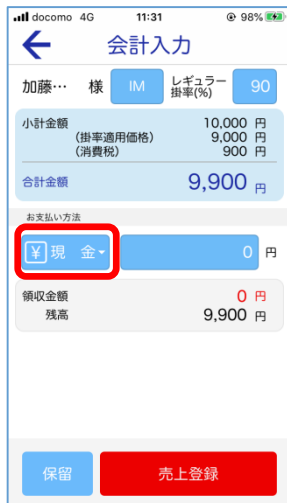 docomo 4G 11:31 98%
会計入力
加藤… 様 IM レギュラー掛率(%) 90
小計金額 10,000 円
(掛率適用価格) 9,000 円
(消費税) 900 円
合計金額 9,900 円
お支払い方法
¥ 現 金 0 円
領収金額 0 円
残高 9,900 円
保留 売上登録